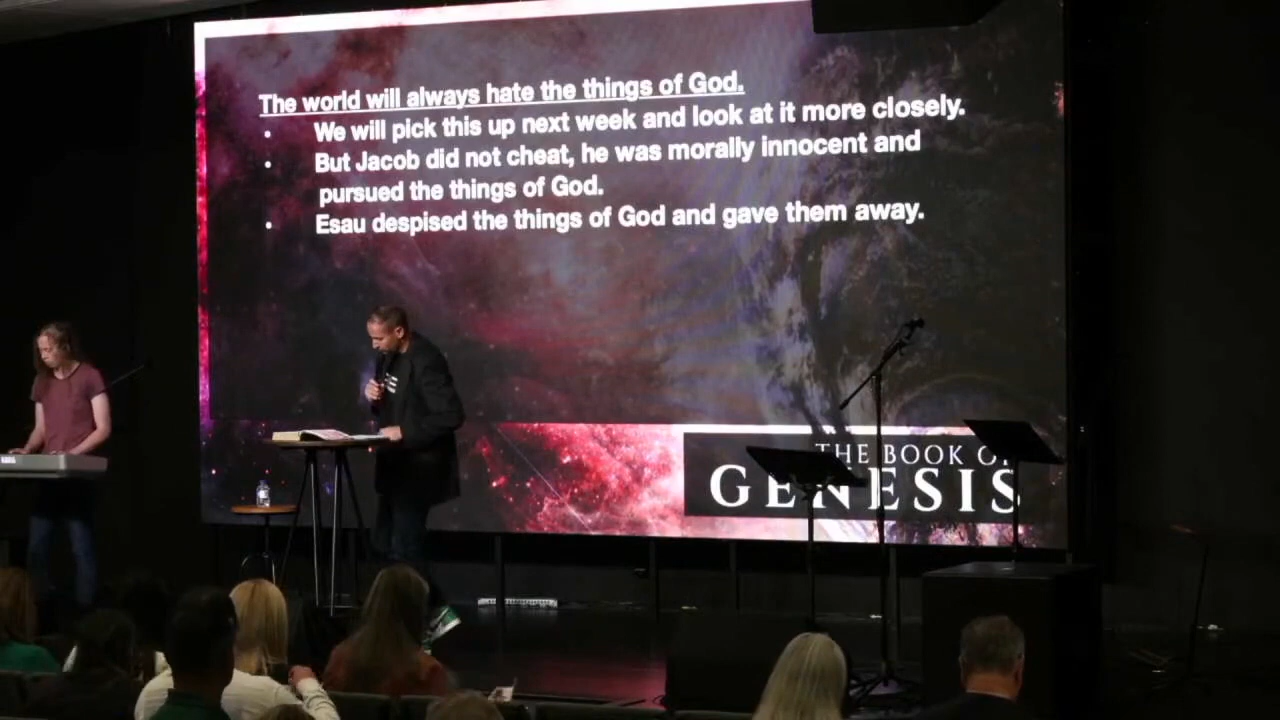 The world will always hate the things of God.
• We will pick this up next week and look at it more closely.
• But Jacob did not cheat, he was morally innocent and
pursued the things of God.
• Esau despised the things of God and gave them away.
THE BOOK OF
GENESIS
KORG